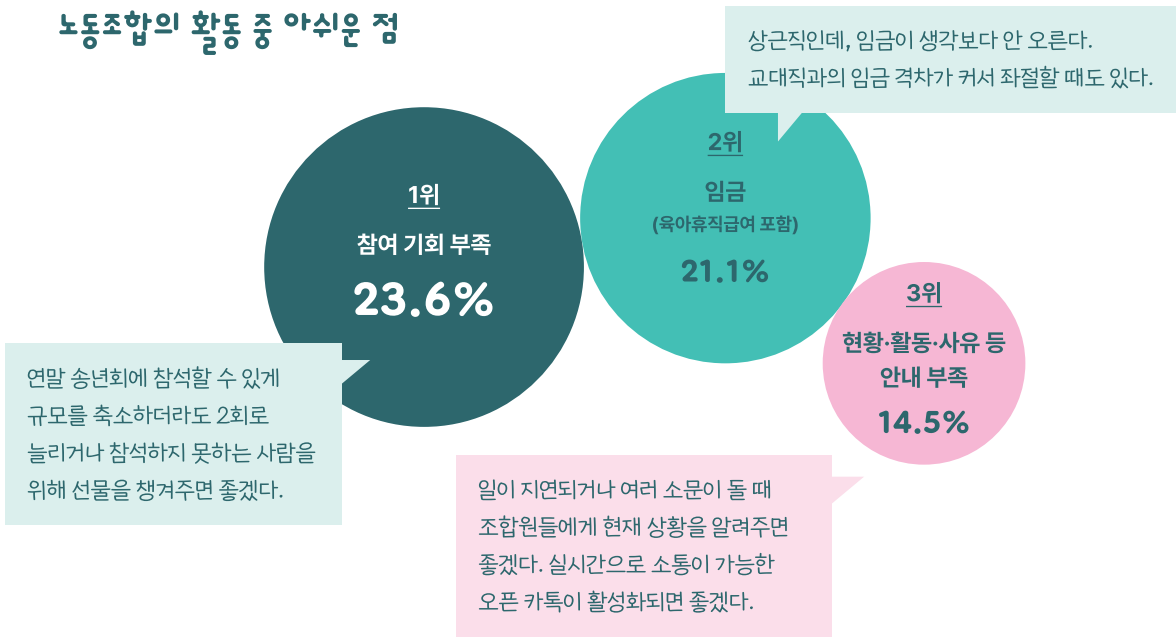 노동조합의 활동 중 아쉬운 점
상근직인데, 임금이 생각보다 안 오른다.
교대직과의 임금 격차가 커서 좌절할 때도 있다.
1위
참여 기회 부족
23.6%
연말 송년회에 참석할 수 있게
규모를 축소하더라도 2회로
늘리거나 참석하지 못하는 사람을
위해 선물을 챙겨주면 좋겠다.
2위
임금
(육아휴직급여 포함)
21.1%
3위
현황·활동·사유 등
안내 부족
14.5%
일이 지연되거나 여러 소문이 돌 때
조합원들에게 현재 상황을 알려주면
좋겠다. 실시간으로 소통이 가능한
오픈 카톡이 활성화되면 좋겠다.